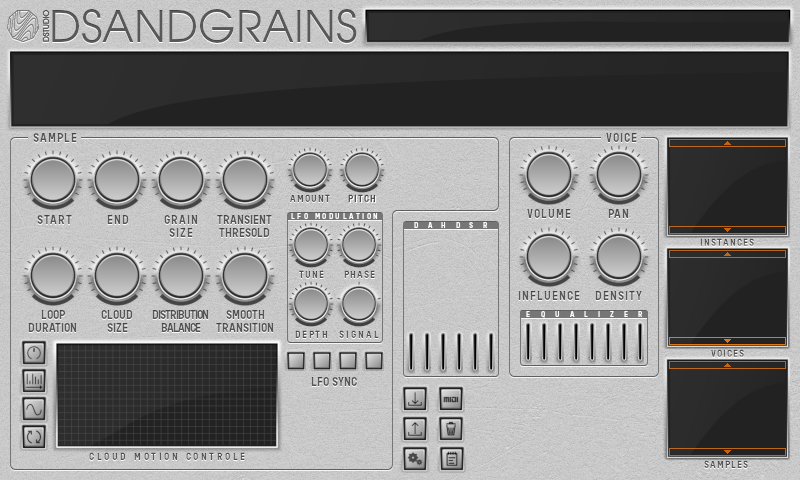 DSTUDIO
DSANDGRAINS
SAMPLE
VOICE
START
END
GRAIN
SIZE
TRANSIENT
THRESOLD
AMOUNT
PITCH
LFO MODULATION
TUNE
PHASE
DEPTH
SIGNAL
LFO SYNC
LOOP
DURATION
CLOUD
SIZE
DISTRIBUTION
BALANCE
SMOOTH
TRANSITION
CLOUD MOTION CONTROLE
D A H D S R
MIDI
VOLUME
PAN
INFLUENCE
DENSITY
EQUALIZER
INSTANCES
VOICES
SAMPLES